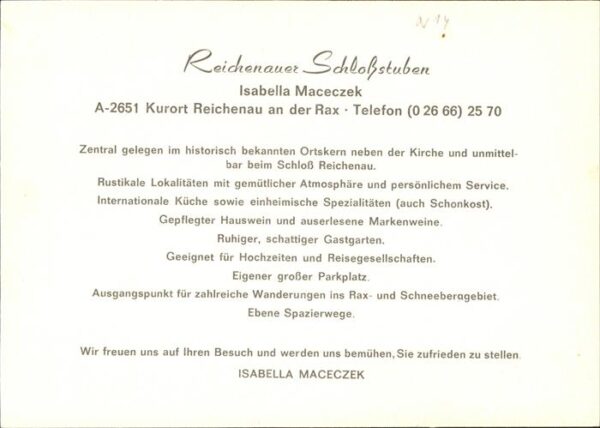 Reichenauer Schloßstuben
Isabella Maceczek
A-2651 Kurort Reichenau an der Rax · Telefon (0 26 66) 25 70
Zentral gelegen im historisch bekannten Ortskern neben der Kirche und unmittel-
bar beim Schloß Reichenau.
Rustikale Lokalitäten mit gemütlicher Atmosphäre und persönlichem Service.
Internationale Küche sowie einheimische Spezialitäten (auch Schonkost).
Gepflegter Hauswein und auserlesene Markenweine.
Ruhiger, schattiger Gastgarten.
Geeignet für Hochzeiten und Reisegesellschaften.
Eigener großer Parkplatz.
Ausgangspunkt für zahlreiche Wanderungen ins Rax- und Schneeberggebiet.
Ebene Spazierwege.
Wir freuen uns auf Ihren Besuch und werden uns bemühen, Sie zufrieden zu stellen.
ISABELLA MACECZEK